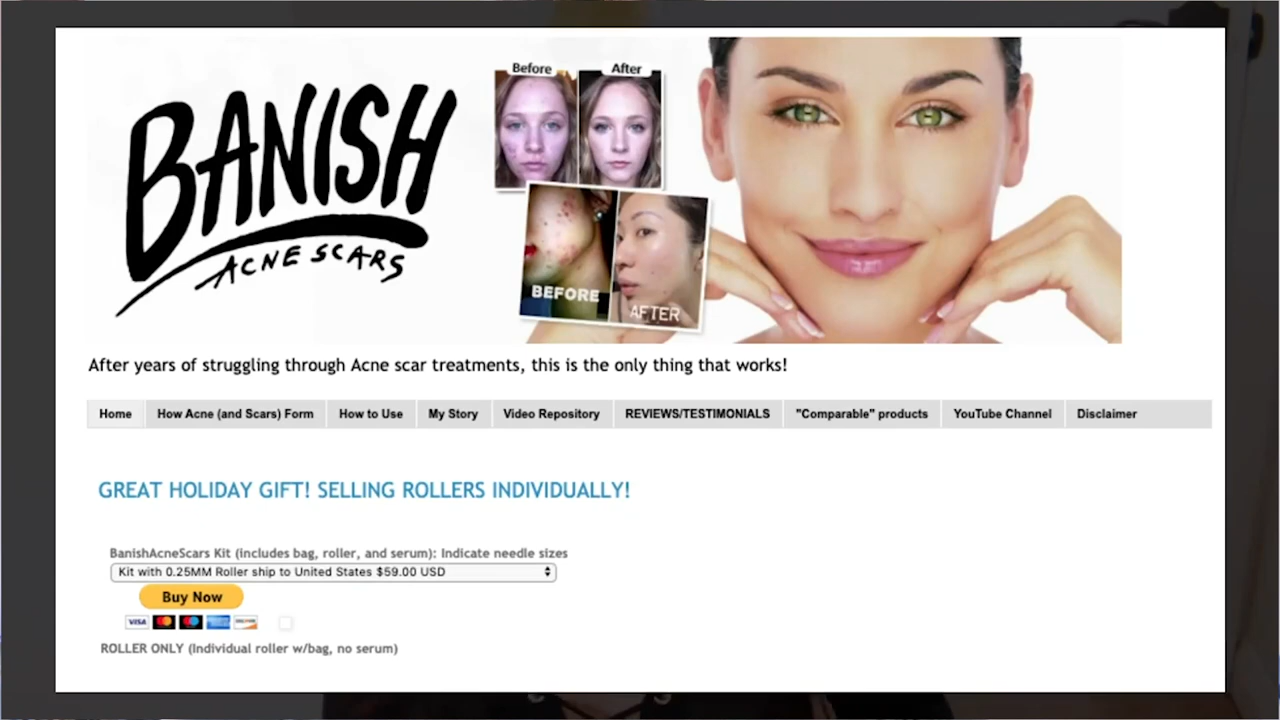 BANISH
ACNE SCARS
Before
After
BEFORE
AFTER
After years of struggling through Acne scar treatments, this is the only thing that works!
Home
How Acne (and Scars) Form
How to Use
My Story
Video Repository
REVIEWS/TESTIMONIALS
"Comparable" products
YouTube Channel
Disclaimer
GREAT HOLIDAY GIFT! SELLING ROLLERS INDIVIDUALLY!
BanishAcneScars Kit (includes bag, roller, and serum): Indicate needle sizes
Kit with 0.25MM Roller ship to United States $59.00 USD
Buy Now
VISA
ROLLER ONLY (Individual roller w/bag, no serum)